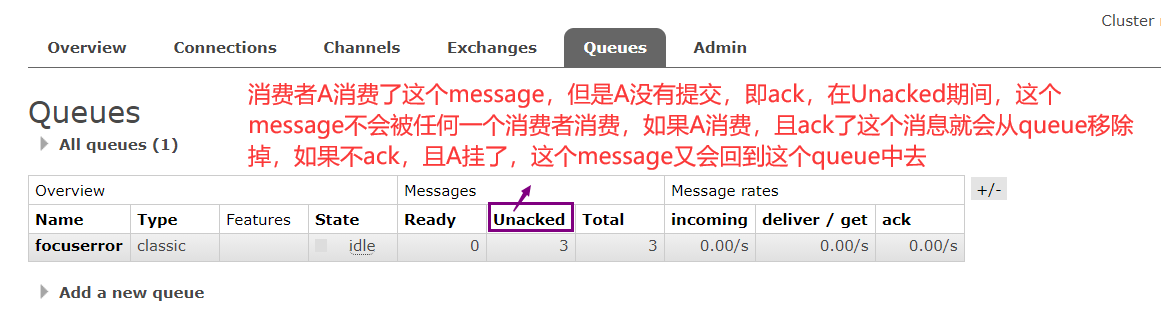 Cluster
Overview Connections Channels Exchanges Queues Admin
Queues
消费者A消费了这个message，但是A没有提交，即ack，在Unacked期间，这个
message不会被任何一个消费者消费，如果A消费，且ack了这个消息就会从queue移除
掉，如果不ack，且A挂了，这个message又会回到这个queue中去
All queues (1)
Overview Messages Message rates +/-
Name Type Features State Ready Unacked Total incoming deliver / get ack
focuserror classic idle 0 3 3 0.00/s 0.00/s 0.00/s
Add a new queue